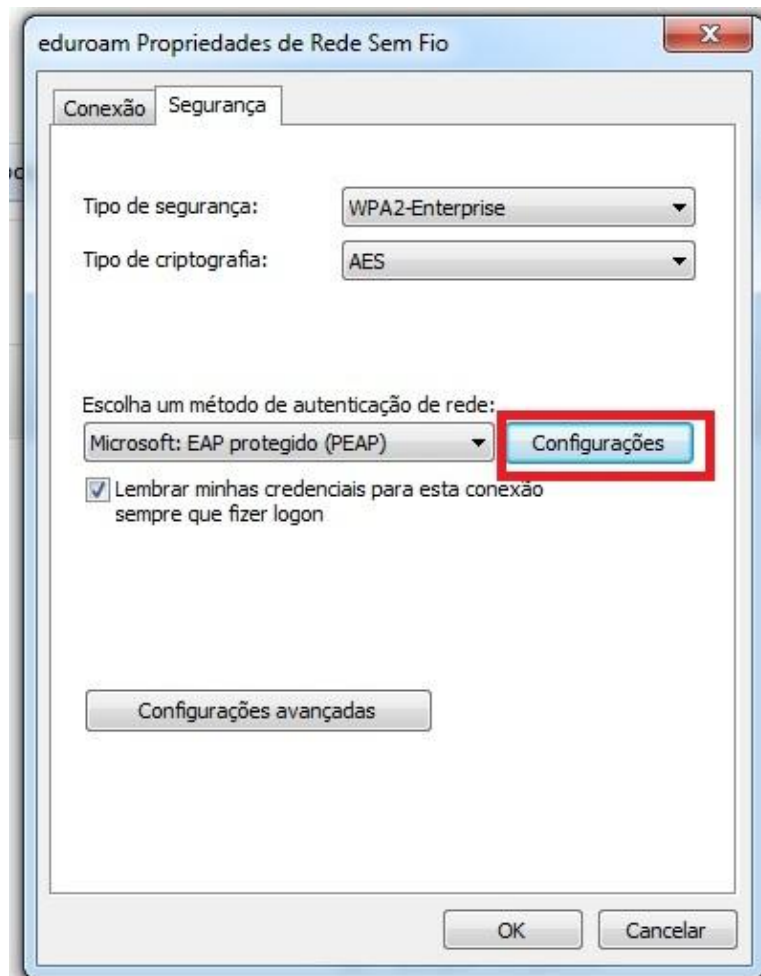 eduroam Propriedades de Rede Sem Fio
Conexão
Segurança
Tipo de segurança:
WPA2-Enterprise
Tipo de criptografia:
AES
Escolha um método de autenticação de rede:
Microsoft: EAP protegido (PEAP)
Configurações
Lembrar minhas credenciais para esta conexão
sempre que fizer logon
Configurações avançadas
OK
Cancelar